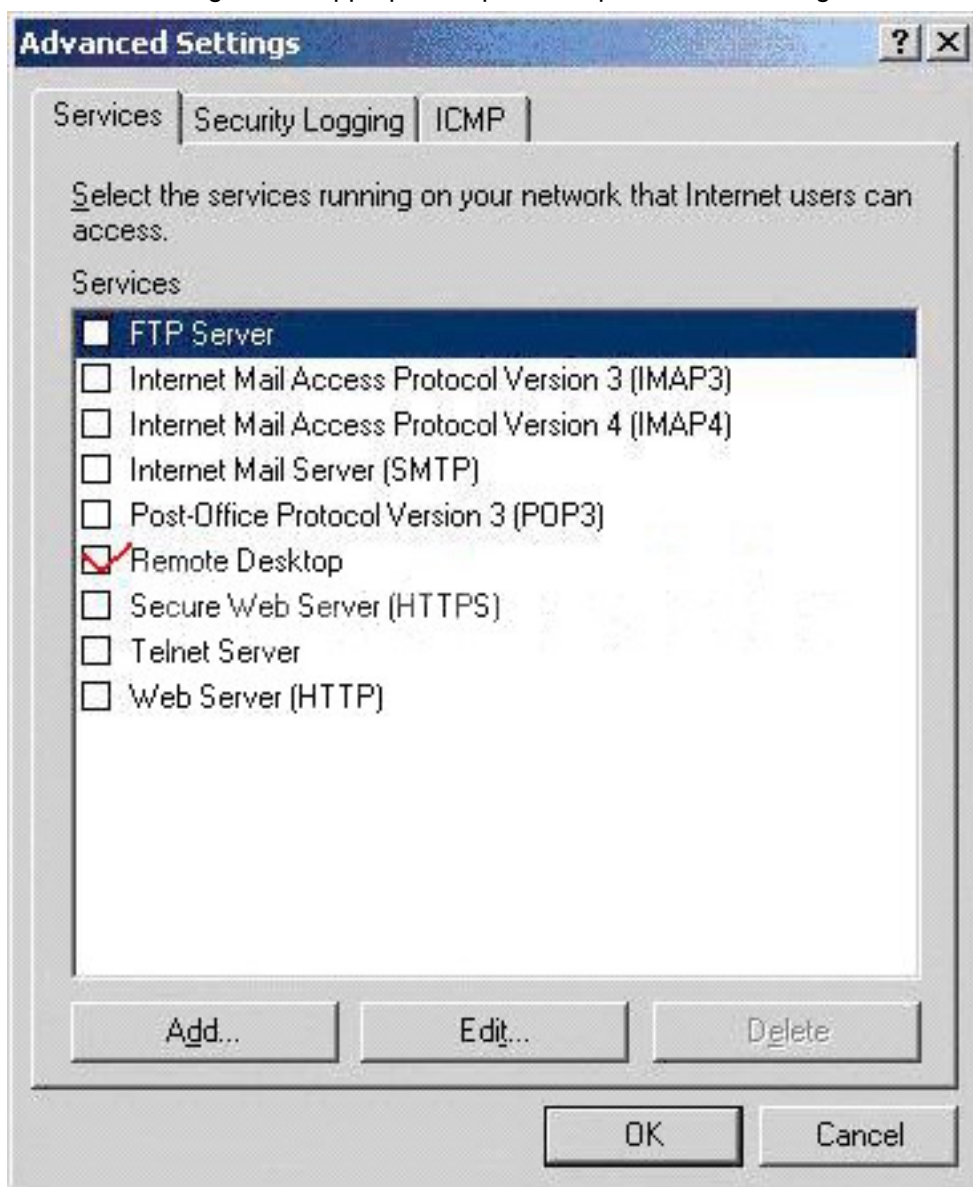 Advanced Settings
Services Security Logging ICMP
Select the services running on your network that Internet users can
access.
Services
FTP Server
Internet Mail Access Protocol Version 3 (IMAP3)
Internet Mail Access Protocol Version 4 (IMAP4)
Internet Mail Server (SMTP)
Post-Office Protocol Version 3 (POP3)
Remote Desktop
Secure Web Server (HTTPS)
Telnet Server
Web Server (HTTP)
Add... Edit... Delete
OK Cancel